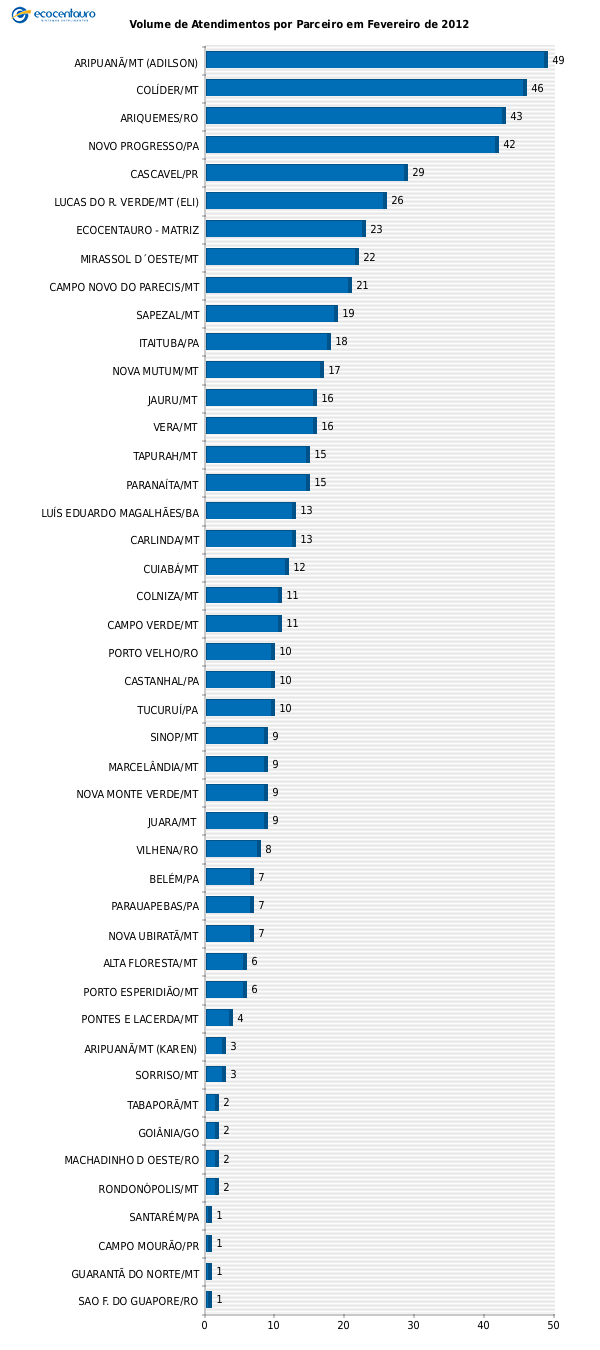 ecocentauro
Volume de Atendimentos por Parceiro em Fevereiro de 2012
ARIPUANÃ/MT (ADILSON) 49
COLÍDER/MT 46
ARIQUEMES/RO 43
NOVO PROGRESSO/PA 42
CASCAVEL/PR 29
LUCAS DO R. VERDE/MT (ELI) 26
ECOCENTAURO - MATRIZ 23
MIRASSOL D´OESTE/MT 22
CAMPO NOVO DO PARECIS/MT 21
SAPEZAL/MT 19
ITAITUBA/PA 18
NOVA MUTUM/MT 17
JAURU/MT 16
VERA/MT 16
TAPURAH/MT 15
PARANAÍTA/MT 15
LUÍS EDUARDO MAGALHÃES/BA 13
CARLINDA/MT 13
CUIABÁ/MT 12
COLNIZA/MT 11
CAMPO VERDE/MT 11
PORTO VELHO/RO 10
CASTANHAL/PA 10
TUCURUÍ/PA 10
SINOP/MT 9
MARCELÂNDIA/MT 9
NOVA MONTE VERDE/MT 9
JUARA/MT 9
VILHENA/RO 8
BELÉM/PA 7
PARAUAPEBAS/PA 7
NOVA UBIRATÃ/MT 7
ALTA FLORESTA/MT 6
PORTO ESPERIDIÃO/MT 6
PONTES E LACERDA/MT 4
ARIPUANÃ/MT (KAREN) 3
SORRISO/MT 3
TABAPORÃ/MT 2
GOIÂNIA/GO 2
MACHADINHO D OESTE/RO 2
RONDONÓPOLIS/MT 2
SANTARÉM/PA 1
CAMPO MOURÃO/PR 1
GUARANTÃ DO NORTE/MT 1
SAO F. DO GUAPORE/RO 1
0 10 20 30 40 50